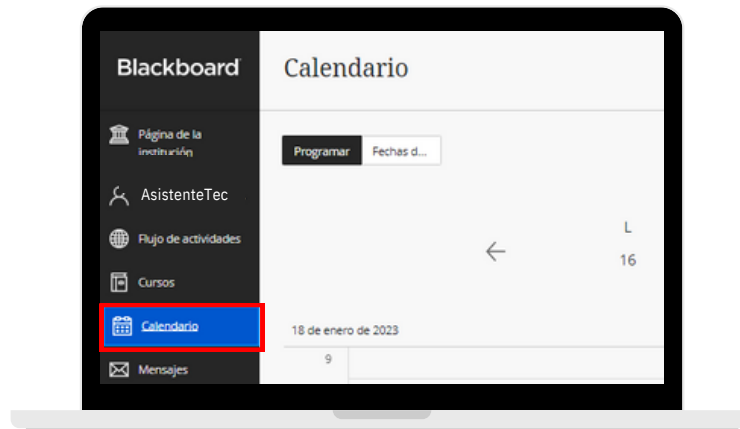 Blackboard
Calendario
Página de la
institución
AsistenteTec
Flujo de actividades
Cursos
Calendario
Mensajes
Programar
Fechas d...
L
16
18 de enero de 2023
9